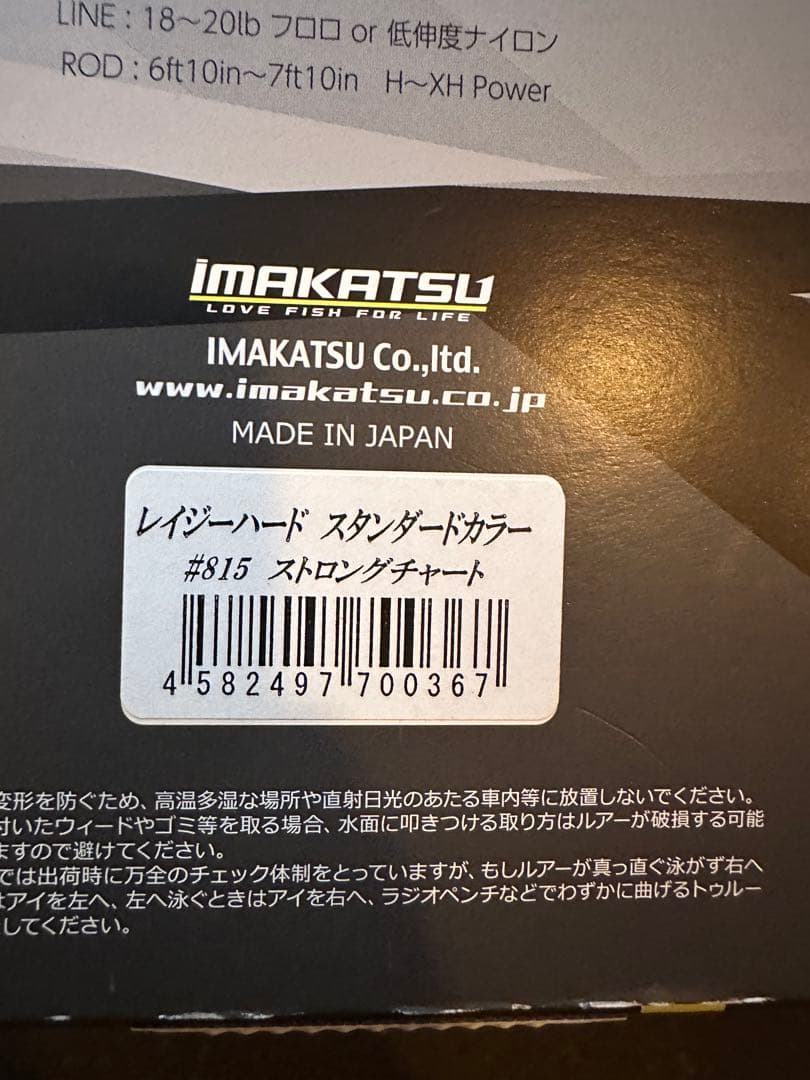 LINE : 18～20lb フロロ or 低伸度ナイロン
ROD : 6ft10in～7ft10in H～XH Power
iMAKATSU
LOVE FISH FOR LIFE
IMAKATSU Co.,ltd.
www.imakatsu.co.jp
MADE IN JAPAN
レイジーハード スタンダードカラー
#815 ストロングチャート
4582497700367
変形を防ぐため、高温多湿な場所や直射日光のあたる車内等に放置しないでください。
付いたウィードやゴミ等を取る場合、水面に叩きつける取り方はルアーが破損する可能
ますので避けてください。
では出荷時に万全のチェック体制をとっていますが、もしルアーが真っ直ぐ泳がず右へ
はアイを左へ、左へ泳ぐときはアイを右へ、ラジオペンチなどでわずかに曲げるトゥルー
してください。